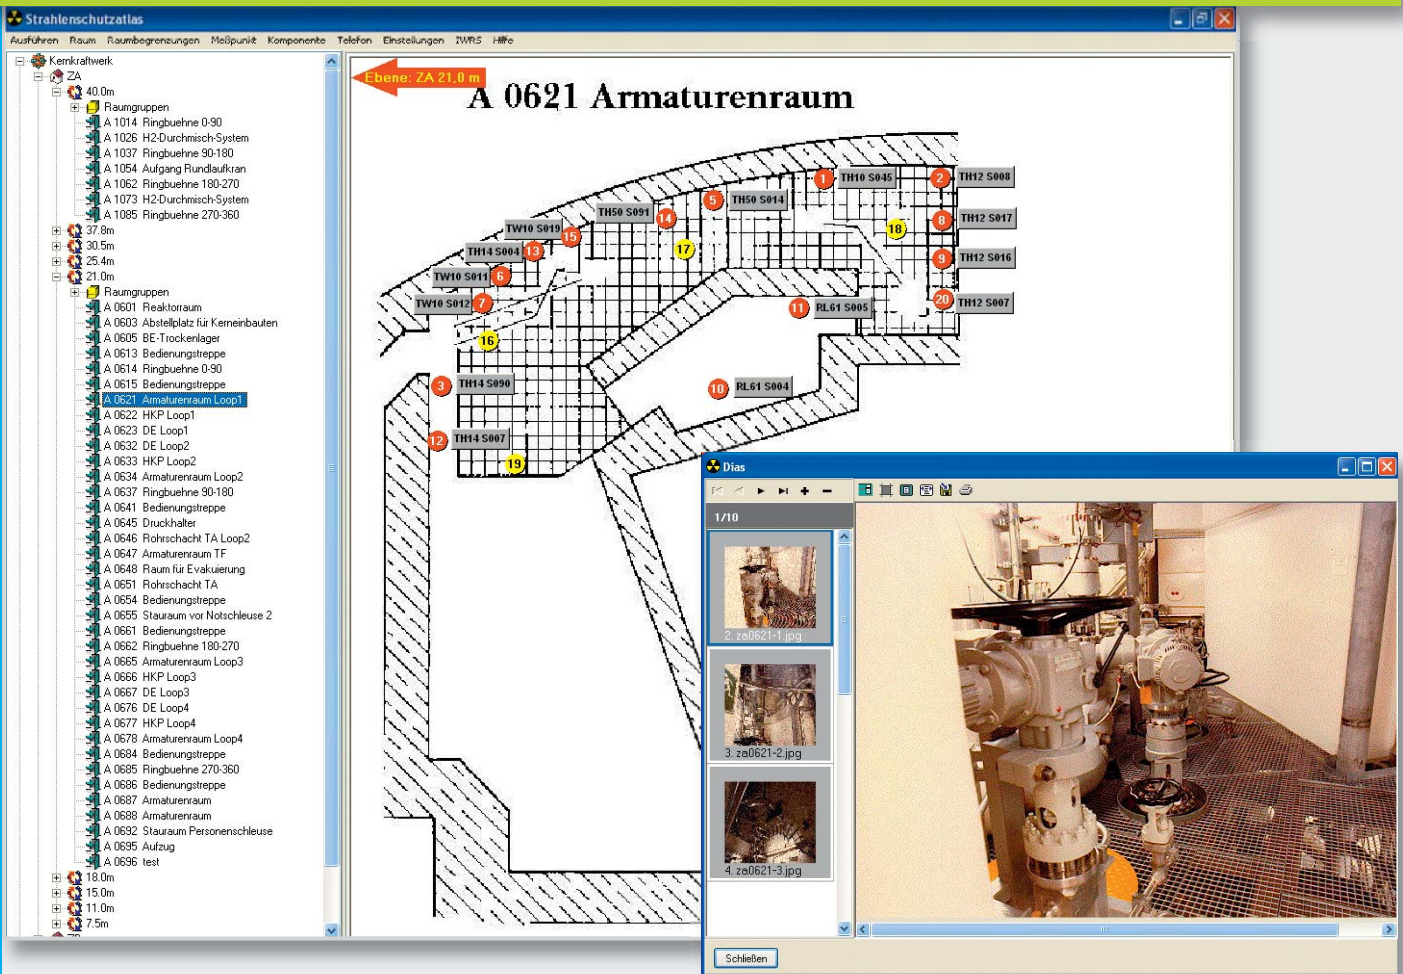 Strahlenschutzatlas
Ausführen Raum Raumbegrenzungen Meßpunkt Komponente Telefon Einstellungen IWRS Hilfe
Kernkraftwerk
ZA
40.0m
Raumgruppen
A 1014 Ringbuehne 0-90
A 1026 H2-Durchmisch-System
A 1037 Ringbuehne 90-180
A 1054 Aufgang Rundlaufkran
A 1062 Ringbuehne 180-270
A 1073 H2-Durchmisch-System
A 1085 Ringbuehne 270-360
37.8m
30.5m
25.4m
21.0m
Raumgruppen
A 0601 Reaktorraum
A 0603 Abstellplatz für Kerneinbauten
A 0605 BE-Trockenlager
A 0613 Bedienungstreppe
A 0614 Ringbuehne 0-90
A 0615 Bedienungstreppe
A 0621 Armaturenraum Loop1
A 0622 HKP Loop1
A 0623 DE Loop1
A 0632 DE Loop2
A 0633 HKP Loop2
A 0634 Armaturenraum Loop2
A 0637 Ringbuehne 90-180
A 0641 Bedienungstreppe
A 0645 Druckhalter
A 0646 Rohrschacht TA Loop2
A 0647 Armaturenraum TF
A 0648 Raum für Evakuierung
A 0651 Rohrschacht TA
A 0654 Bedienungstreppe
A 0655 Stauraum vor Notschleuse 2
A 0661 Bedienungstreppe
A 0662 Ringbuehne 180-270
A 0665 Armaturenraum Loop3
A 0666 HKP Loop3
A 0667 DE Loop3
A 0676 DE Loop4
A 0677 HKP Loop4
A 0678 Armaturenraum Loop4
A 0684 Bedienungstreppe
A 0685 Ringbuehne 270-360
A 0686 Bedienungstreppe
A 0687 Armaturenraum
A 0688 Armaturenraum
A 0692 Stauraum Personenschleuse
A 0695 Aufzug
A 0696 test
18.0m
15.0m
11.0m
7.5m
Ebene: ZA 21,0 m
A 0621 Armaturenraum
1 TH10 S045
2 TH12 S008
5 TH50 S014
TH50 S091 14
8 TH12 S017
TW10 S019 15
18
17
TH14 S004 13
9 TH12 S016
TW10 S011 6
TW10 S012 7
20 TH12 S007
11 RL61 S005
16
3 TH14 S090
10 RL61 S004
12 TH14 S007
19
Dias
1/10
2. za0621-1.jpg
3. za0621-2.jpg
4. za0621-3.jpg
Schließen